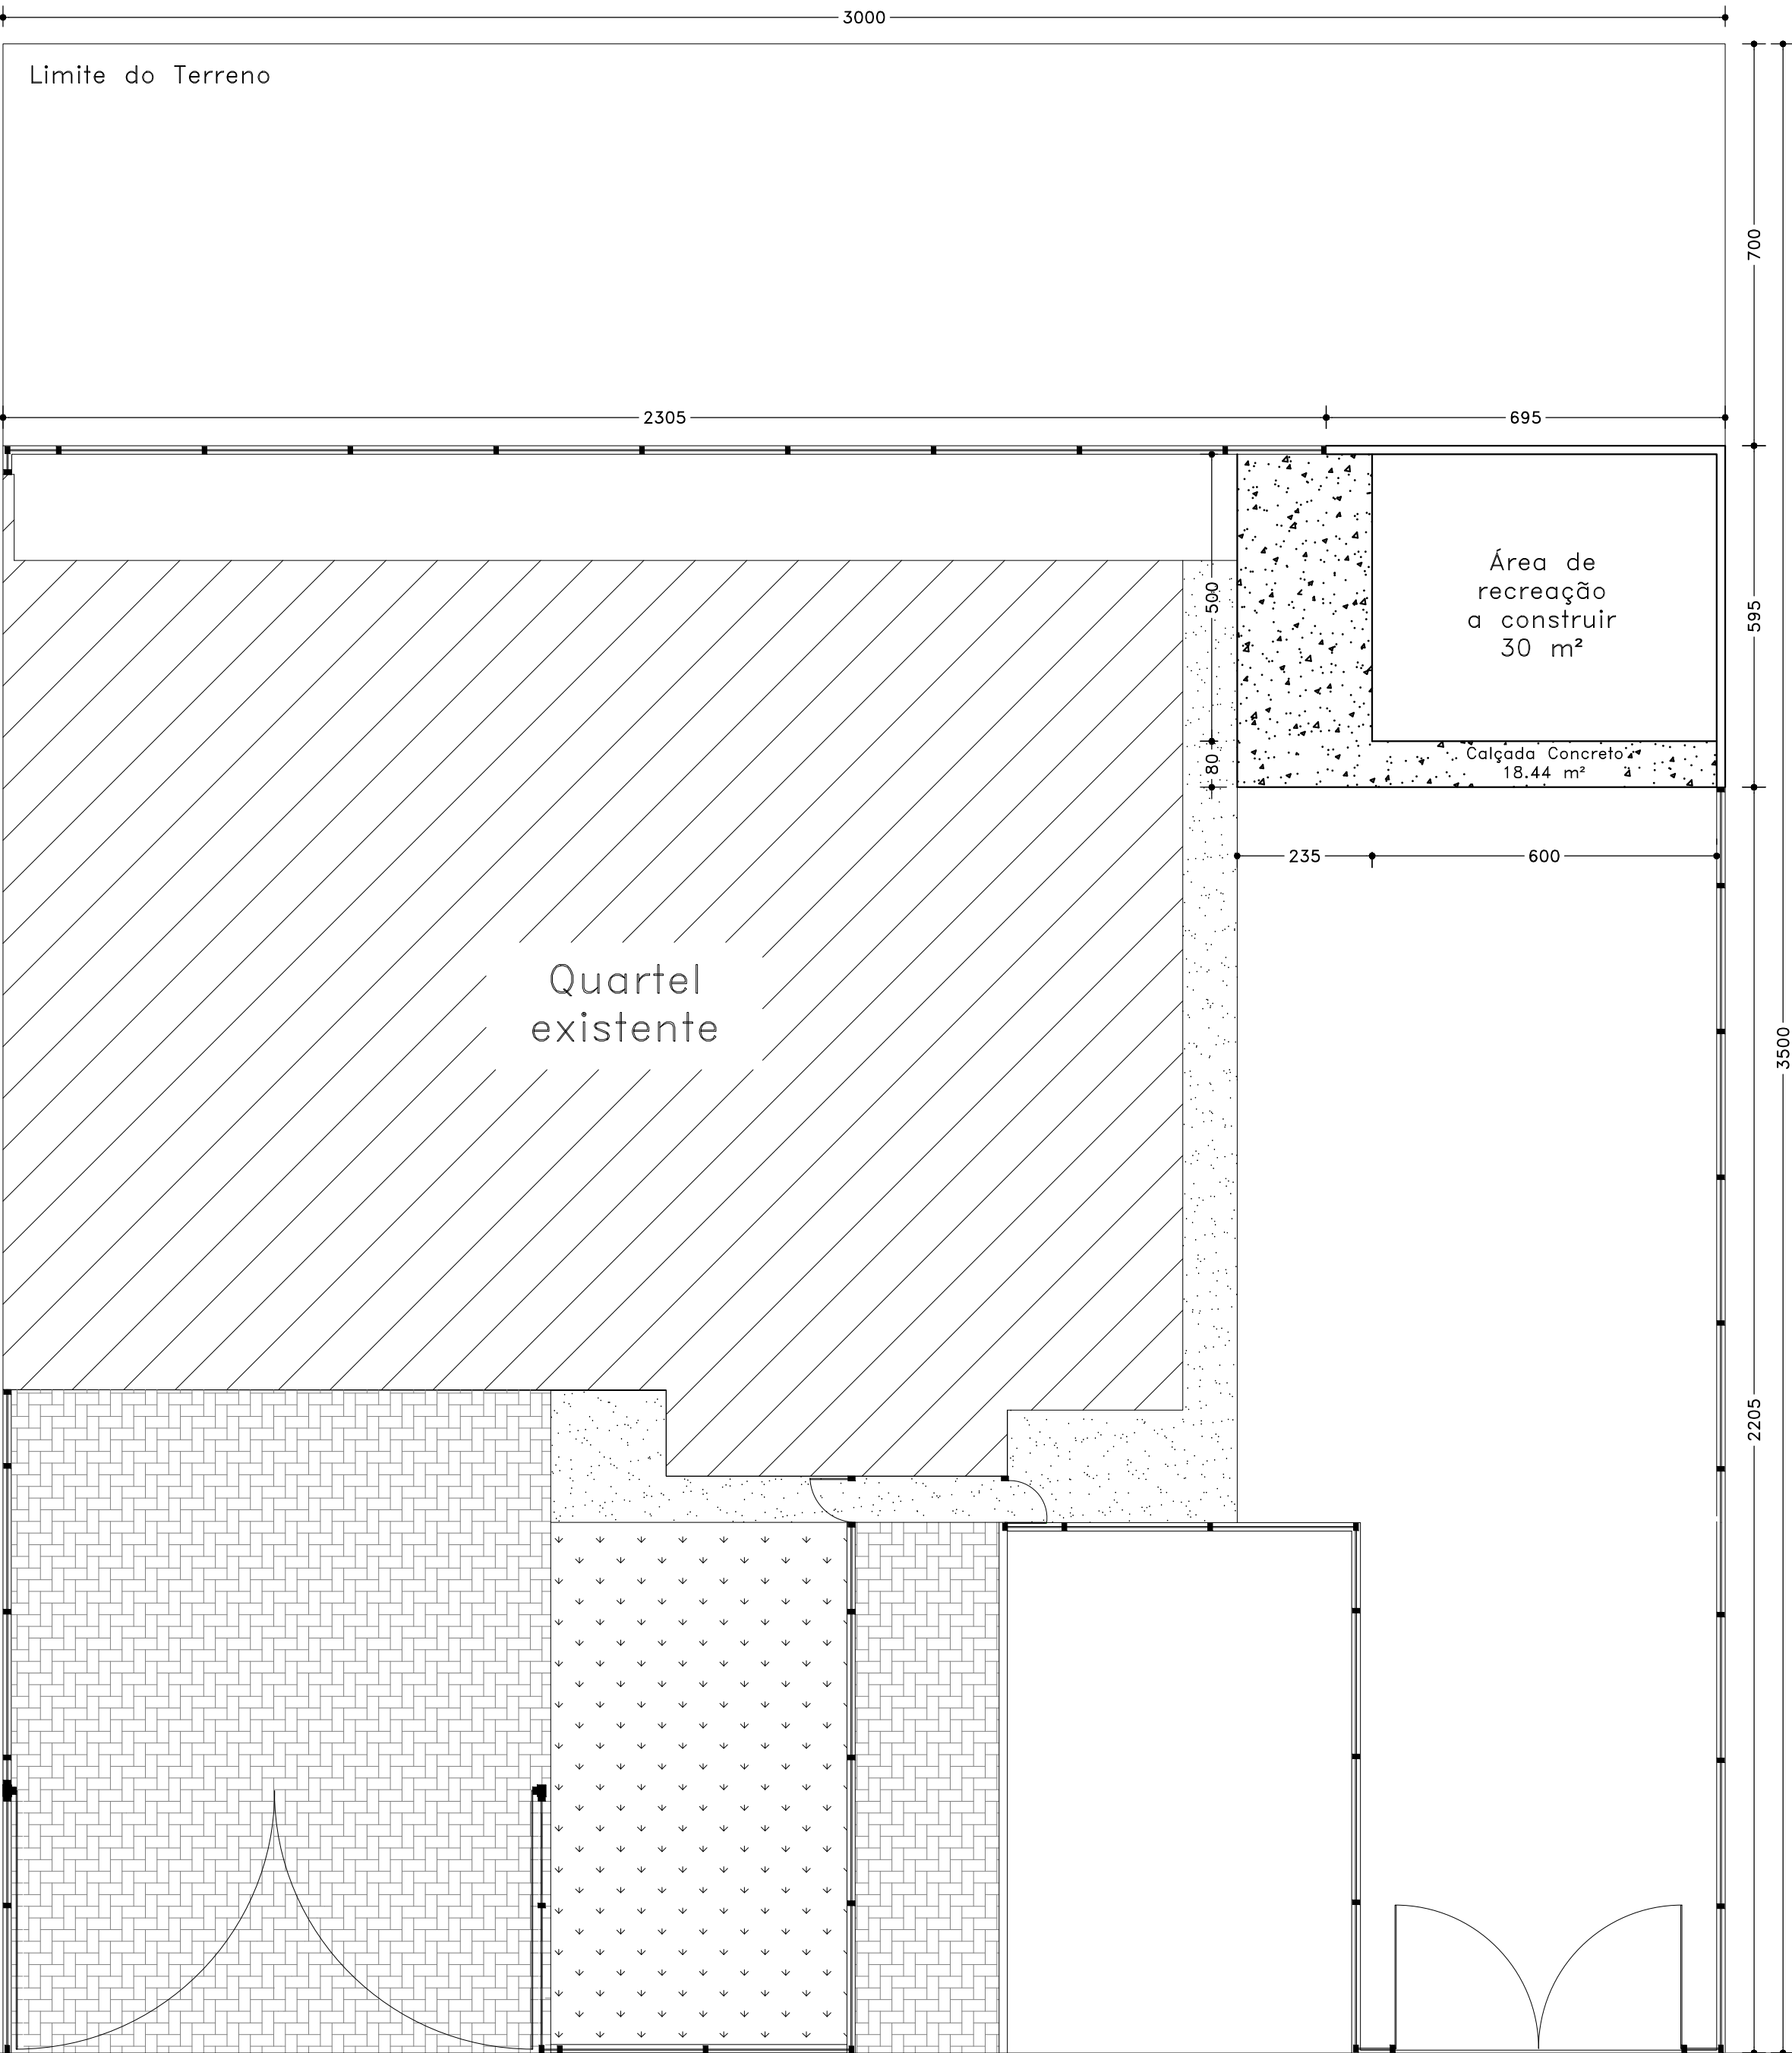 3000
Limite do Terreno
700
2305
695
500
Área de
recreação
a construir
30 m²
595
Calçada Concreto
18.44 m²
80
235
600
Quartel
existente
3500
2205